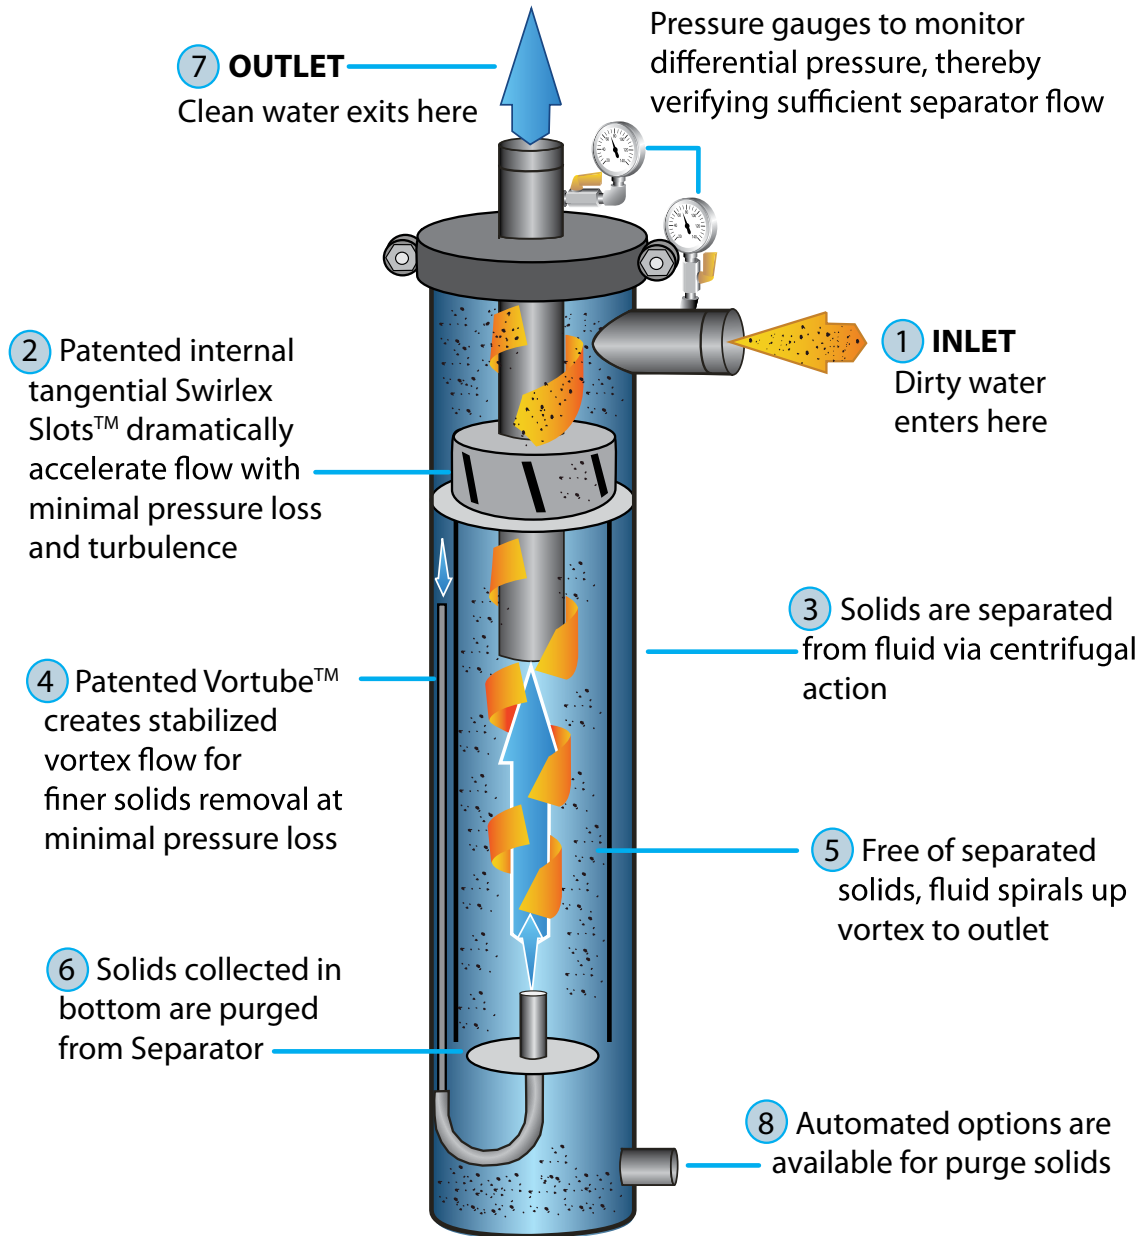 7 OUTLET
Clean water exits here
Pressure gauges to monitor
differential pressure, thereby
verifying sufficient separator flow
1 INLET
Dirty water
enters here
2 Patented internal
tangential Swirlex
Slots™ dramatically
accelerate flow with
minimal pressure loss
and turbulence
3 Solids are separated
from fluid via centrifugal
action
4 Patented Vortube™
creates stabilized
vortex flow for
finer solids removal at
minimal pressure loss
5 Free of separated
solids, fluid spirals up
vortex to outlet
6 Solids collected in
bottom are purged
from Separator
8 Automated options are
available for purge solids